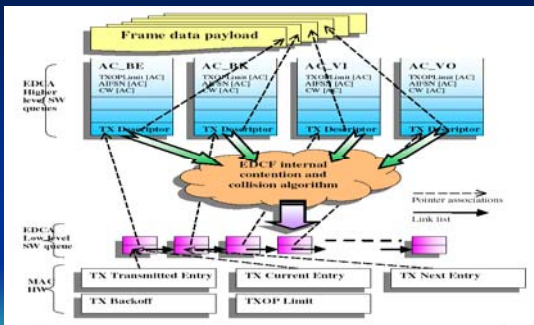 Frame data payload
EDCA
Higher
level SW
queues
AC_BE
TXOPLimit [AC]
AIFSN [AC]
CW [AC]
TX Descriptor
AC_BK
TXOPLimit [AC]
AIFSN [AC]
CW [AC]
TX Descriptor
AC_VI
TXOPLimit [AC]
AIFSN [AC]
CW [AC]
TX Descriptor
AC_VO
TXOPLimit [AC]
AIFSN [AC]
CW [AC]
TX Descriptor
EDCF internal
contention and
collision algorithm
Pointer associations
Link list
EDCA
Low level
SW
queue
MAC
HW
TX Transmitted Entry
TX Current Entry
TX Next Entry
TX Backoff
TXOP Limit